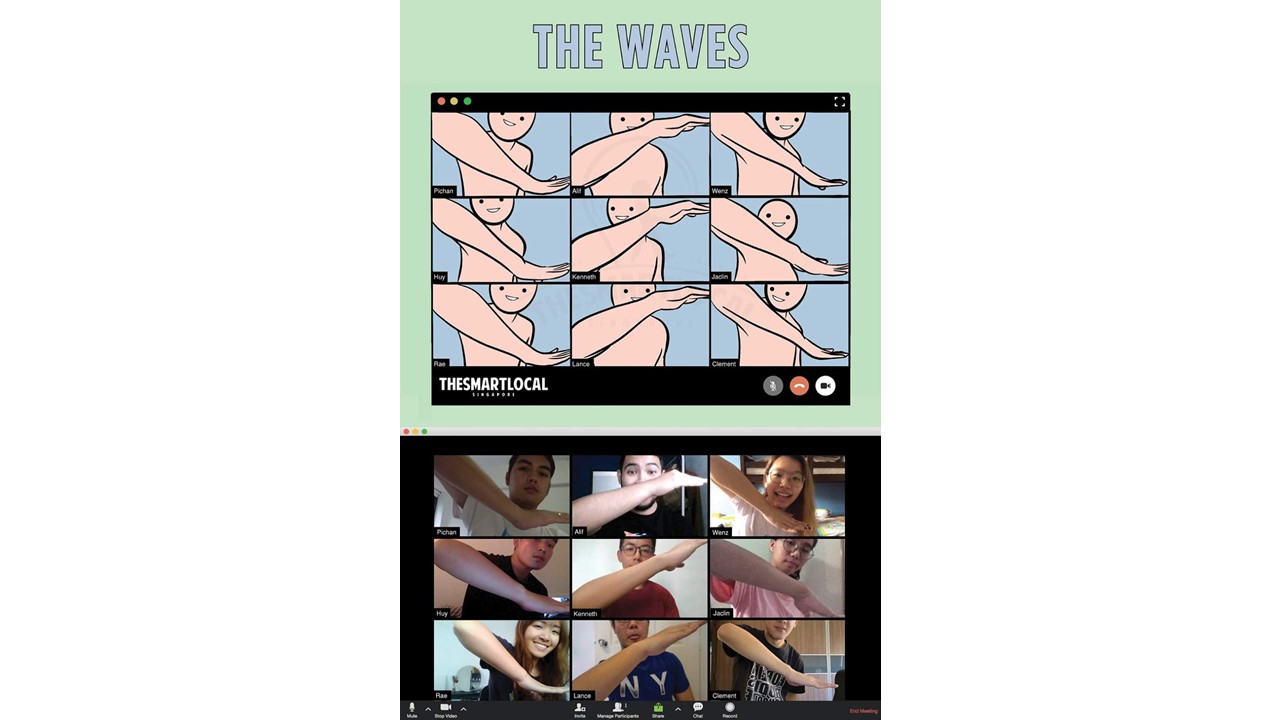 THE WAVES
Pichan
Alif
Wenz
Huy
Kenneth
Jaclin
Rae
Lance
Clement
THESMARTLOCAL
SINGAPORE
Pichan
Alif
Wenz
Huy
Kenneth
Jaclin
NY
Rae
Lance
Clement
Mute
Stop Video
Invite
Manage Participants
Share
Chat
Record
End Meeting